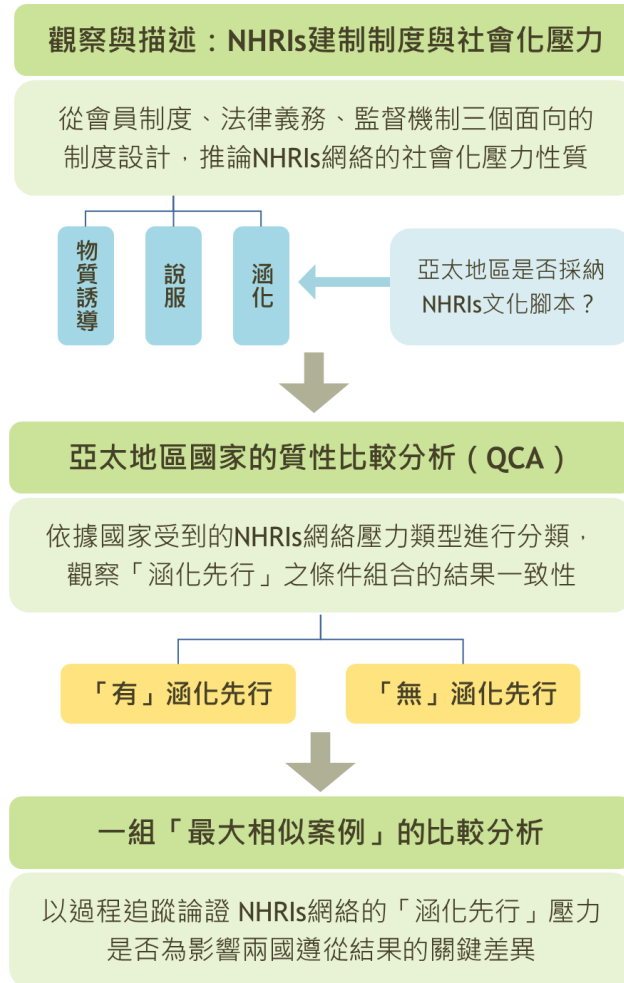 觀察與描述：NHRIs建制制度與社會化壓力
從會員制度、法律義務、監督機制三個面向的
制度設計，推論NHRIs網絡的社會化壓力性質
物質誘導
說服
涵化
亞太地區是否採納
NHRIs文化腳本？
亞太地區國家的質性比較分析（QCA）
依據國家受到的NHRIs網絡壓力類型進行分類，
觀察「涵化先行」之條件組合的結果一致性
「有」涵化先行
「無」涵化先行
一組「最大相似案例」的比較分析
以過程追蹤論證 NHRIs網絡的「涵化先行」壓力
是否為影響兩國遵從結果的關鍵差異